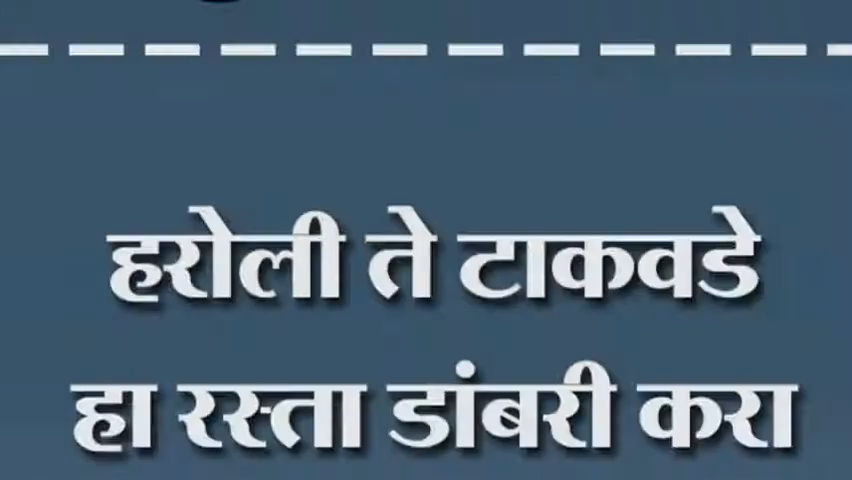 हरोली ते टाकवडे
हा रस्ता डांबरी करा